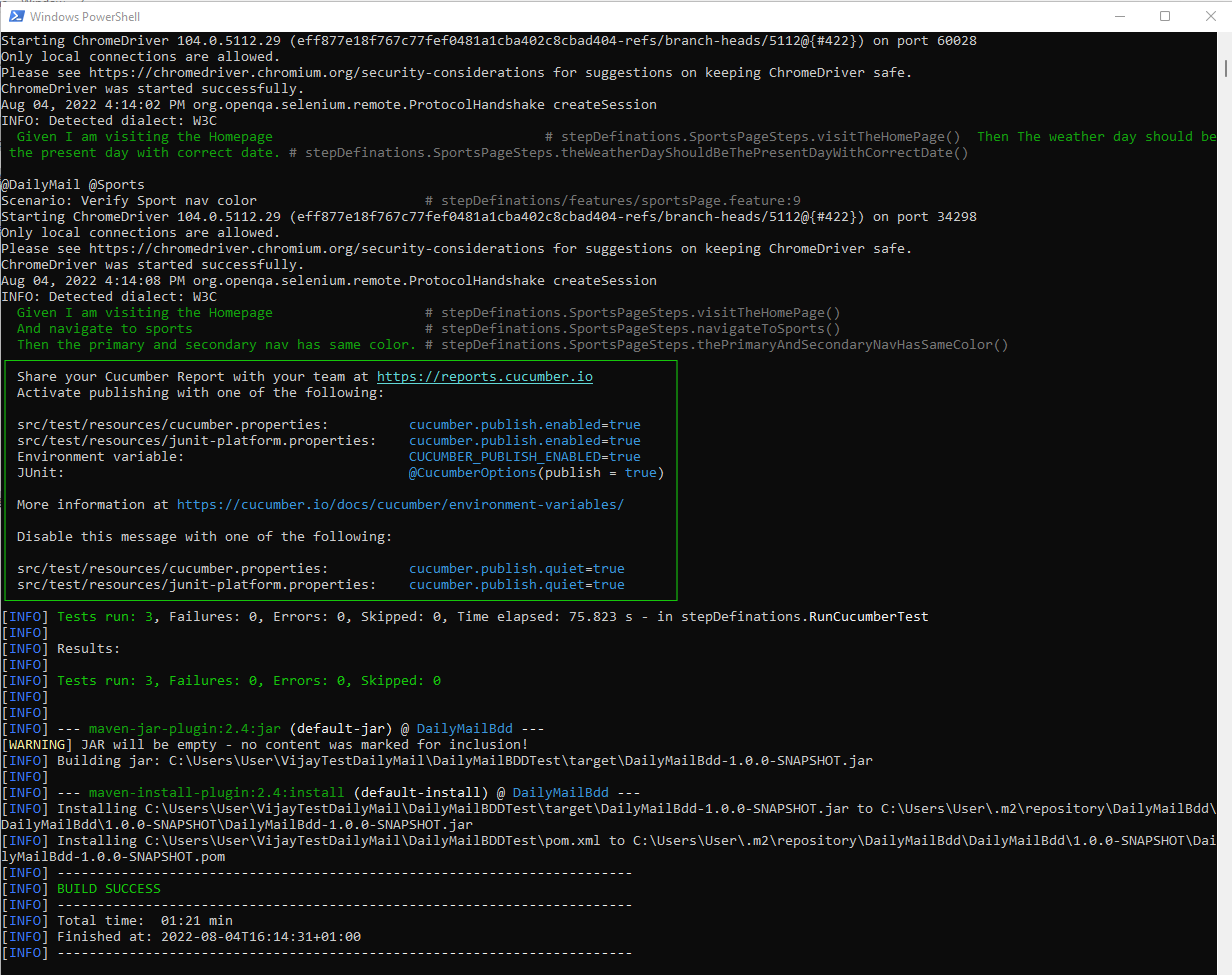 Windows PowerShell
Starting ChromeDriver 104.0.5112.29 (eff877e18f767c77fef0481a1cba402c8cbad404-refs/branch-heads/5112@{#422}) on port 60028
Only local connections are allowed.
Please see https://chromedriver.chromium.org/security-considerations for suggestions on keeping ChromeDriver safe.
ChromeDriver was started successfully.
Aug 04, 2022 4:14:02 PM org.openqa.selenium.remote.ProtocolHandshake createSession
INFO: Detected dialect: W3C
  Given I am visiting the Homepage                                  # stepDefinations.SportsPageSteps.visitTheHomePage()  Then The weather day should be
 the present day with correct date. # stepDefinations.SportsPageSteps.theWeatherDayShouldBeThePresentDayWithCorrectDate()
@DailyMail @Sports
Scenario: Verify Sport nav color                     # stepDefinations/features/sportsPage.feature:9
Starting ChromeDriver 104.0.5112.29 (eff877e18f767c77fef0481a1cba402c8cbad404-refs/branch-heads/5112@{#422}) on port 34298
Only local connections are allowed.
Please see https://chromedriver.chromium.org/security-considerations for suggestions on keeping ChromeDriver safe.
ChromeDriver was started successfully.
Aug 04, 2022 4:14:08 PM org.openqa.selenium.remote.ProtocolHandshake createSession
INFO: Detected dialect: W3C
  Given I am visiting the Homepage                   # stepDefinations.SportsPageSteps.visitTheHomePage()
  And navigate to sports                             # stepDefinations.SportsPageSteps.navigateToSports()
  Then the primary and secondary nav has same color. # stepDefinations.SportsPageSteps.thePrimaryAndSecondaryNavHasSameColor()
Share your Cucumber Report with your team at https://reports.cucumber.io
Activate publishing with one of the following:
src/test/resources/cucumber.properties:          cucumber.publish.enabled=true
src/test/resources/junit-platform.properties:    cucumber.publish.enabled=true
Environment variable:                            CUCUMBER_PUBLISH_ENABLED=true
JUnit:                                           @CucumberOptions(publish = true)
More information at https://cucumber.io/docs/cucumber/environment-variables/
Disable this message with one of the following:
src/test/resources/cucumber.properties:          cucumber.publish.quiet=true
src/test/resources/junit-platform.properties:    cucumber.publish.quiet=true
[INFO] Tests run: 3, Failures: 0, Errors: 0, Skipped: 0, Time elapsed: 75.823 s - in stepDefinations.RunCucumberTest
[INFO]
[INFO] Results:
[INFO]
[INFO] Tests run: 3, Failures: 0, Errors: 0, Skipped: 0
[INFO]
[INFO]
[INFO] --- maven-jar-plugin:2.4:jar (default-jar) @ DailyMailBdd ---
[WARNING] JAR will be empty - no content was marked for inclusion!
[INFO] Building jar: C:\Users\User\VijayTestDailyMail\DailyMailBDDTest\target\DailyMailBdd-1.0.0-SNAPSHOT.jar
[INFO]
[INFO] --- maven-install-plugin:2.4:install (default-install) @ DailyMailBdd ---
[INFO] Installing C:\Users\User\VijayTestDailyMail\DailyMailBDDTest\target\DailyMailBdd-1.0.0-SNAPSHOT.jar to C:\Users\User\.m2\repository\DailyMailBdd\
DailyMailBdd\1.0.0-SNAPSHOT\DailyMailBdd-1.0.0-SNAPSHOT.jar
[INFO] Installing C:\Users\User\VijayTestDailyMail\DailyMailBDDTest\pom.xml to C:\Users\User\.m2\repository\DailyMailBdd\DailyMailBdd\1.0.0-SNAPSHOT\Dai
lyMailBdd-1.0.0-SNAPSHOT.pom
[INFO] ------------------------------------------------------------------------
[INFO] BUILD SUCCESS
[INFO] ------------------------------------------------------------------------
[INFO] Total time:  01:21 min
[INFO] Finished at: 2022-08-04T16:14:31+01:00
[INFO] ------------------------------------------------------------------------